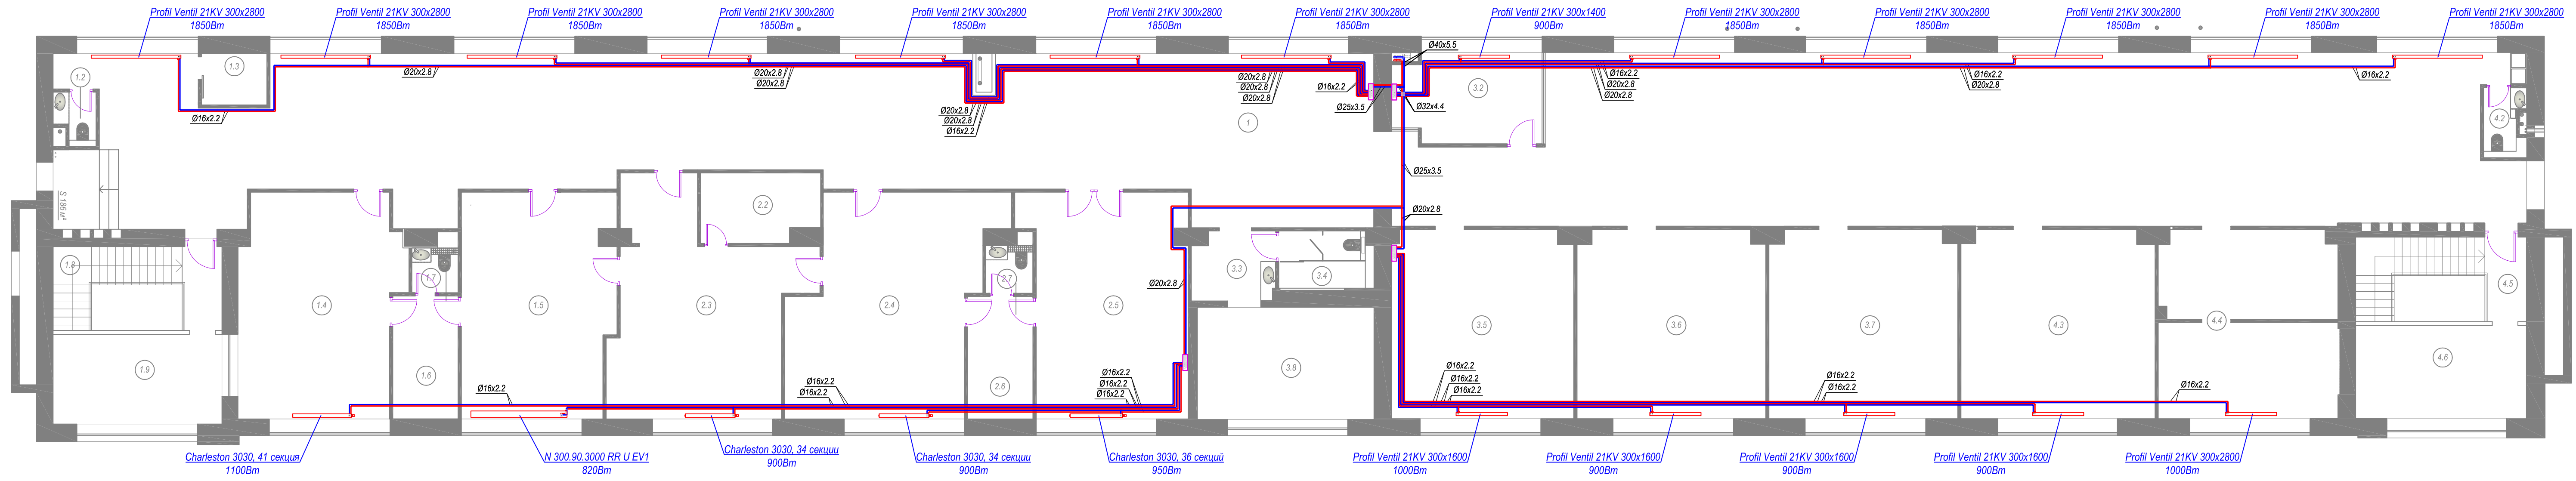 Profil Ventil 21KV 300x2800
1850Вт
Profil Ventil 21KV 300x2800
1850Вт
Profil Ventil 21KV 300x2800
1850Вт
Profil Ventil 21KV 300x2800
1850Вт
Profil Ventil 21KV 300x2800
1850Вт
Profil Ventil 21KV 300x2800
1850Вт
Profil Ventil 21KV 300x2800
1850Вт
Profil Ventil 21KV 300x1400
900Вт
Profil Ventil 21KV 300x2800
1850Вт
Profil Ventil 21KV 300x2800
1850Вт
Profil Ventil 21KV 300x2800
1850Вт
Profil Ventil 21KV 300x2800
1850Вт
Profil Ventil 21KV 300x2800
1850Вт
Ø40x5.5
1.2
1.3
Ø20x2.8
Ø20x2.8
Ø20x2.8
Ø20x2.8
Ø20x2.8
Ø20x2.8
Ø16x2.2
Ø16x2.2
Ø20x2.8
Ø20x2.8
Ø16x2.2
Ø20x2.8
Ø16x2.2
3.2
Ø16x2.2
Ø20x2.8
Ø20x2.8
Ø16x2.2
Ø25x3.5
Ø32x4.4
1
4.2
Ø25x3.5
S 186 м²
2.2
Ø20x2.8
1.8
1.7
2.7
3.3
3.4
Ø20x2.8
4.5
1.4
1.5
2.3
2.4
2.5
3.5
3.6
3.7
4.3
4.4
1.9
1.6
2.6
3.8
4.6
Ø16x2.2
Ø16x2.2
Ø16x2.2
Ø16x2.2
Ø16x2.2
Ø16x2.2
Ø16x2.2
Ø16x2.2
Ø16x2.2
Ø16x2.2
Ø16x2.2
Ø16x2.2
Charleston 3030, 41 секция
1100Вт
N 300.90.3000 RR U EV1
820Вт
Charleston 3030, 34 секции
900Вт
Charleston 3030, 34 секции
900Вт
Charleston 3030, 36 секций
950Вт
Profil Ventil 21KV 300x1600
1000Вт
Profil Ventil 21KV 300x1600
900Вт
Profil Ventil 21KV 300x1600
900Вт
Profil Ventil 21KV 300x1600
900Вт
Profil Ventil 21KV 300x2800
1000Вт